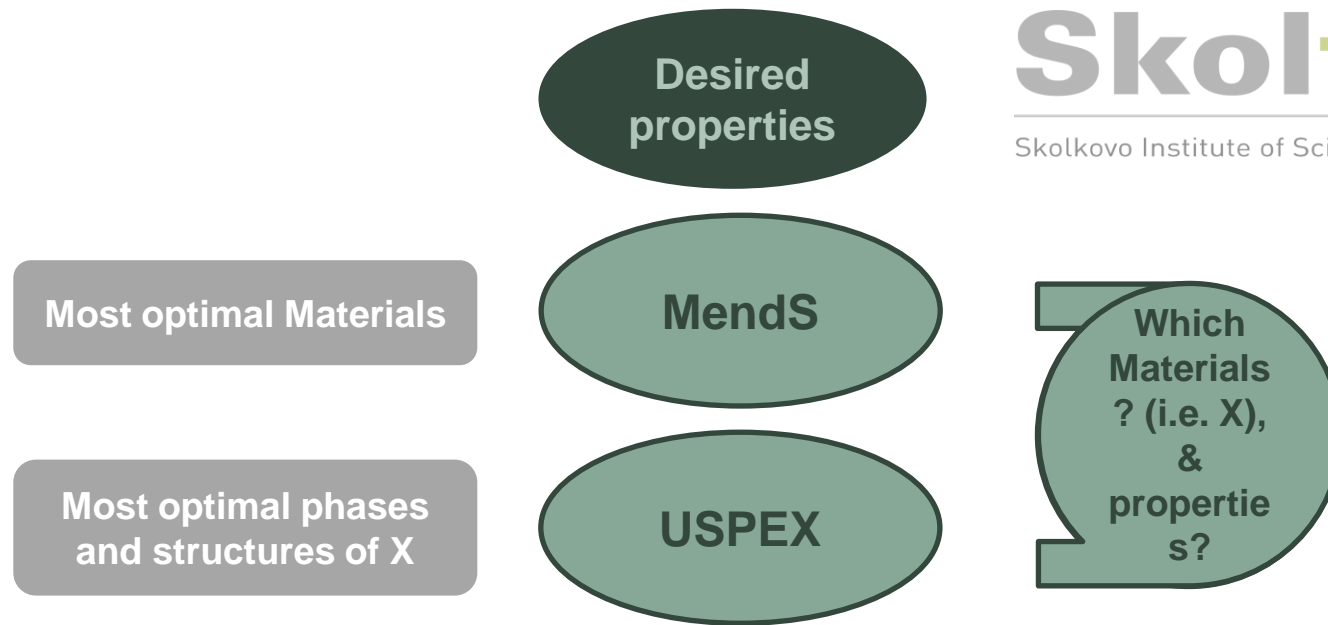 Desired
properties
Skol
Skolkovo Institute of Sci
Most optimal Materials
MendS
Which
Materials
? (i.e. X),
&
propertie
s?
Most optimal phases
and structures of X
USPEX